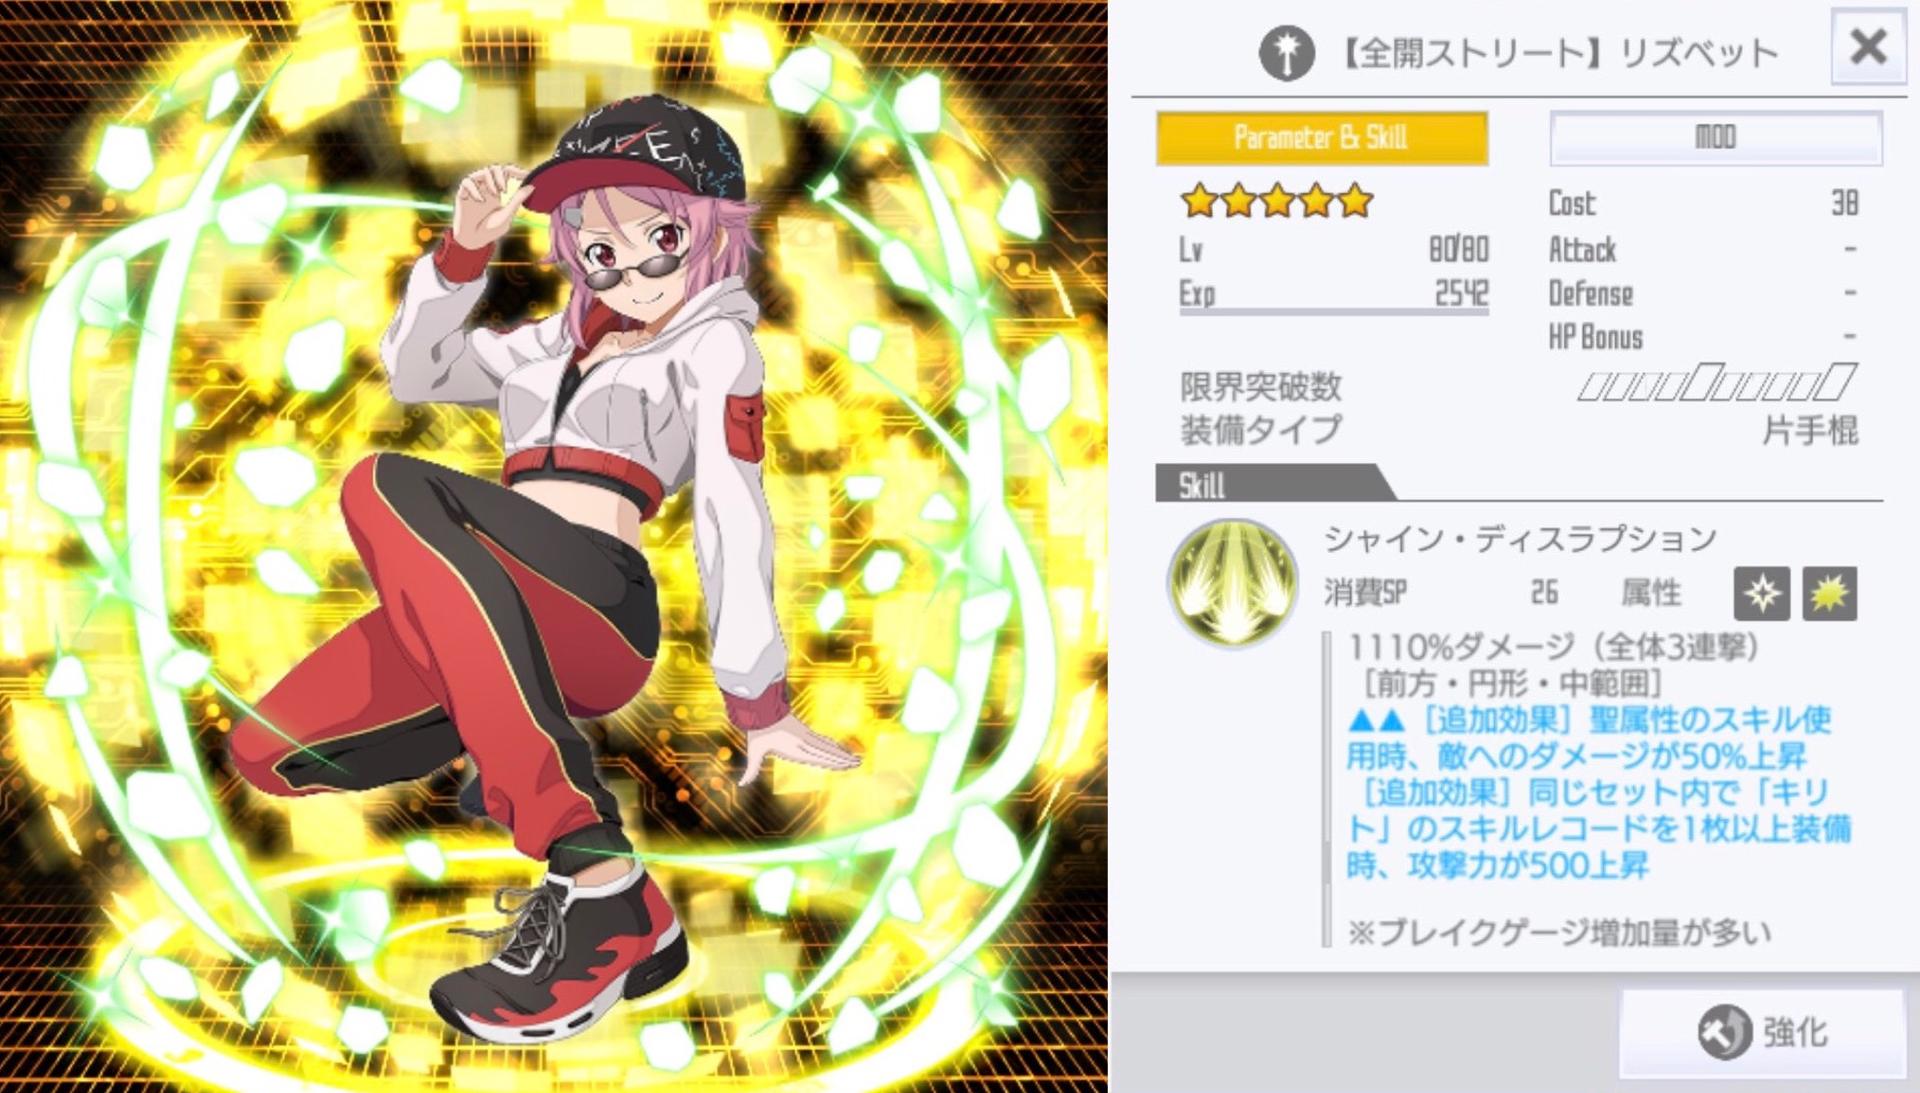 【全開ストリート】リズベット
Parameter & Skill
MOD
Cost 38
Lv 80/80
Attack -
Exp 2542
Defense -
HP Bonus -
限界突破数
装備タイプ 片手棍
Skill
シャイン・ディスラプション
消費SP 26 属性
1110%ダメージ（全体3連撃）
［前方・円形・中範囲］
▲▲［追加効果］聖属性のスキル使
用時、敵へのダメージが50%上昇
［追加効果］同じセット内で「キリ
ト」のスキルレコードを1枚以上装備
時、攻撃力が500上昇
※ブレイクゲージ増加量が多い
強化